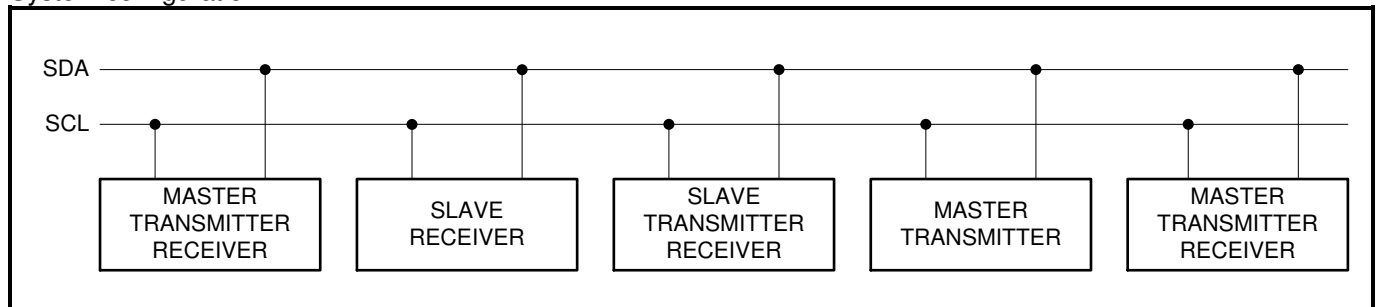 SDA
SCL
MASTER
TRANSMITTER
RECEIVER
SLAVE
RECEIVER
SLAVE
TRANSMITTER
RECEIVER
MASTER
TRANSMITTER
MASTER
TRANSMITTER
RECEIVER